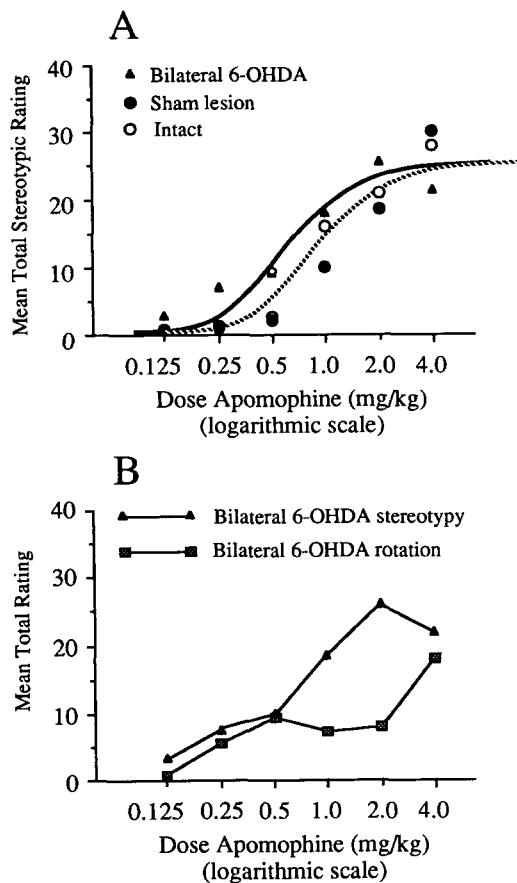 A
40
30
20
10
0
Mean Total Stereotypic Rating
Bilateral 6-OHDA
Sham lesion
Intact
0.125 0.25 0.5 1.0 2.0 4.0
Dose Apomophine (mg/kg)
(logarithmic scale)
B
40
30
20
10
0
Mean Total Rating
Bilateral 6-OHDA stereotypy
Bilateral 6-OHDA rotation
0.125 0.25 0.5 1.0 2.0 4.0
Dose Apomophine (mg/kg)
(logarithmic scale)